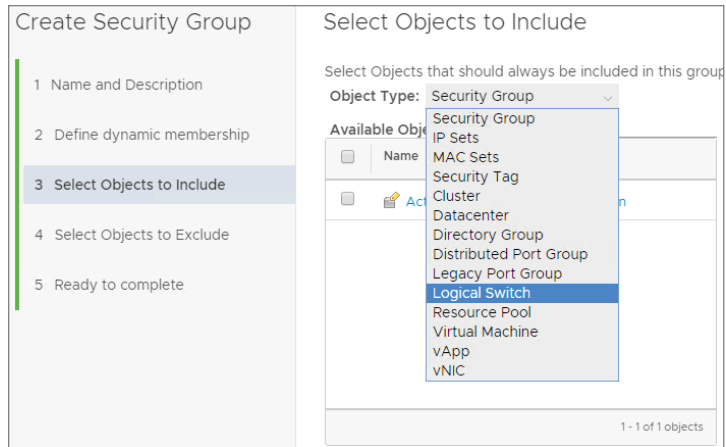 Create Security Group
1 Name and Description
2 Define dynamic membership
3 Select Objects to Include
4 Select Objects to Exclude
5 Ready to complete
Select Objects to Include
Select Objects that should always be included in this group
Object Type: Security Group
Available Obje
Name
Act
n
Security Group
IP Sets
MAC Sets
Security Tag
Cluster
Datacenter
Directory Group
Distributed Port Group
Legacy Port Group
Logical Switch
Resource Pool
Virtual Machine
vApp
vNIC
1 - 1 of 1 objects